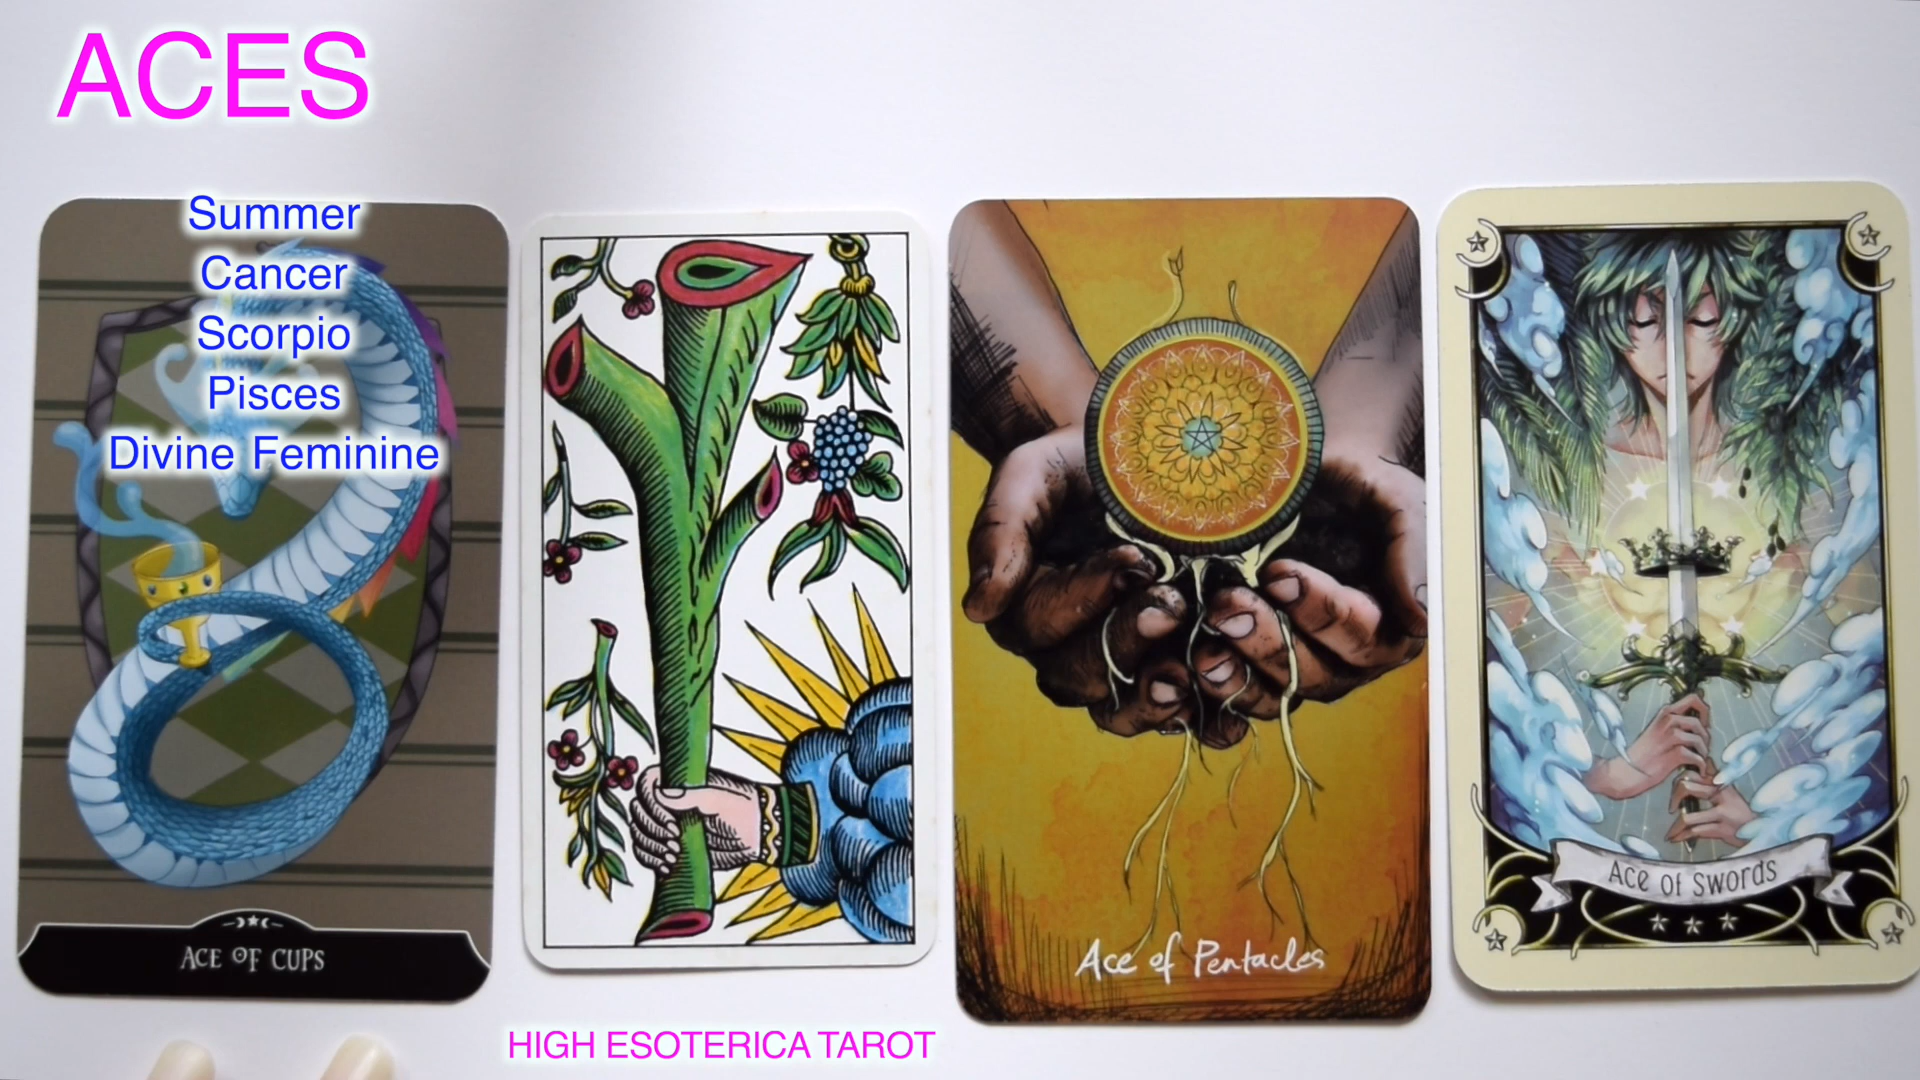 ACES
Summer
Cancer
Scorpio
Pisces
Divine Feminine
ACE OF CUPS
Ace of Pentacles
Ace of Swords
HIGH ESOTERICA TAROT